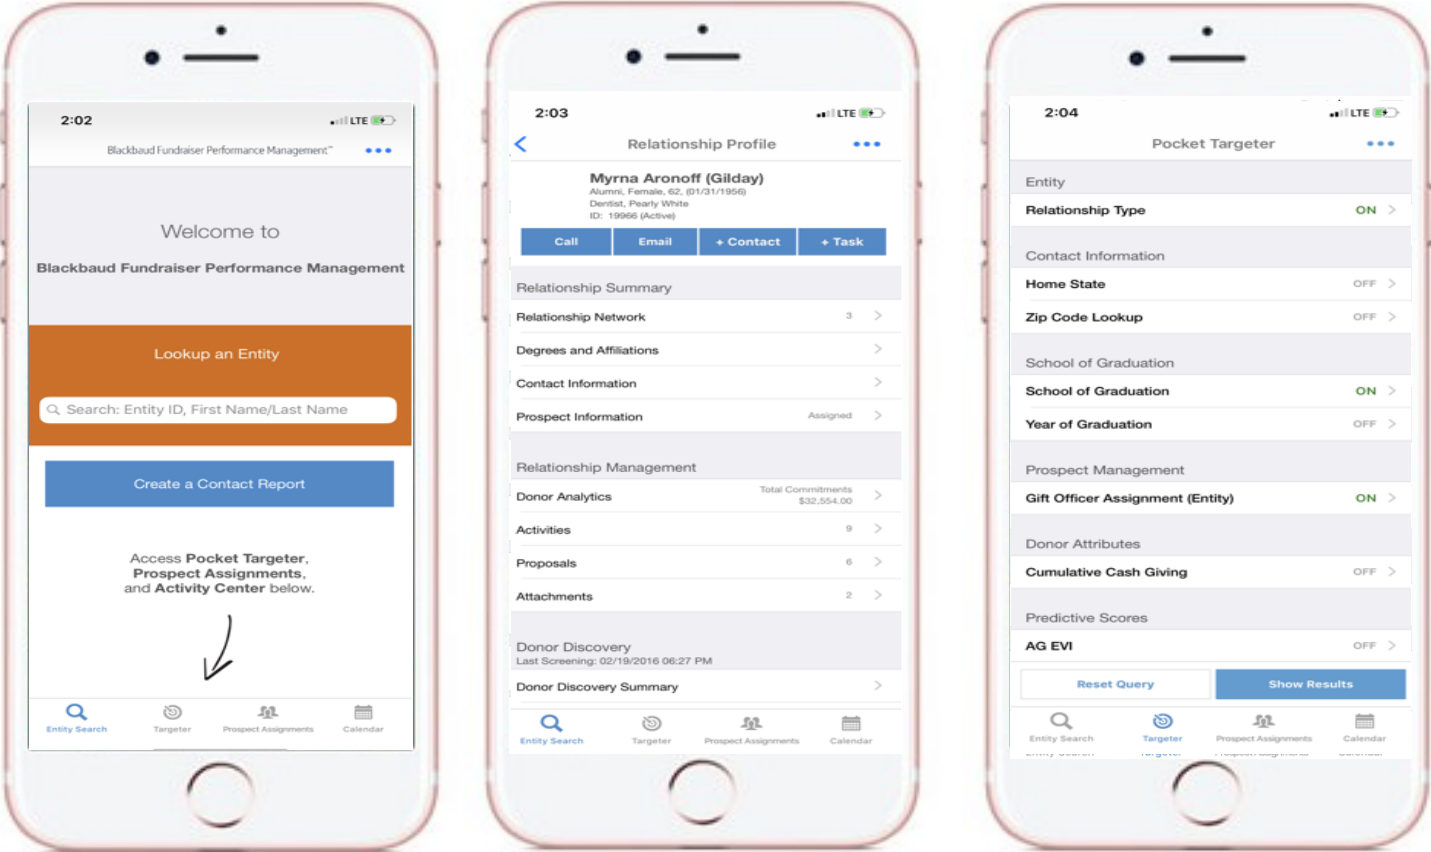 2:02
LTE
Blackbaud Fundraiser Performance Management™
Welcome to
Blackbaud Fundraiser Performance Management
Lookup an Entity
Search: Entity ID, First Name/Last Name
Create a Contact Report
Access Pocket Targeter,
Prospect Assignments,
and Activity Center below.
Entity Search Targeter Prospect Assignments Calendar
2:03
LTE
Relationship Profile
Myrna Aronoff (Gilday)
Alumni, Female, 62, (01/31/1956)
Dentist, Pearly White
ID: 19966 (Active)
Call Email + Contact + Task
Relationship Summary
Relationship Network 3
Degrees and Affiliations
Contact Information
Prospect Information Assigned
Relationship Management
Donor Analytics Total Commitments
$32,554.00
Activities 9
Proposals 6
Attachments 2
Donor Discovery
Last Screening: 02/19/2016 06:27 PM
Donor Discovery Summary
Entity Search Targeter Prospect Assignments Calendar
2:04
LTE
Pocket Targeter
Entity
Relationship Type ON
Contact Information
Home State OFF
Zip Code Lookup OFF
School of Graduation
School of Graduation ON
Year of Graduation OFF
Prospect Management
Gift Officer Assignment (Entity) ON
Donor Attributes
Cumulative Cash Giving OFF
Predictive Scores
AG EVI OFF
Reset Query Show Results
Entity Search Targeter Prospect Assignments Calendar